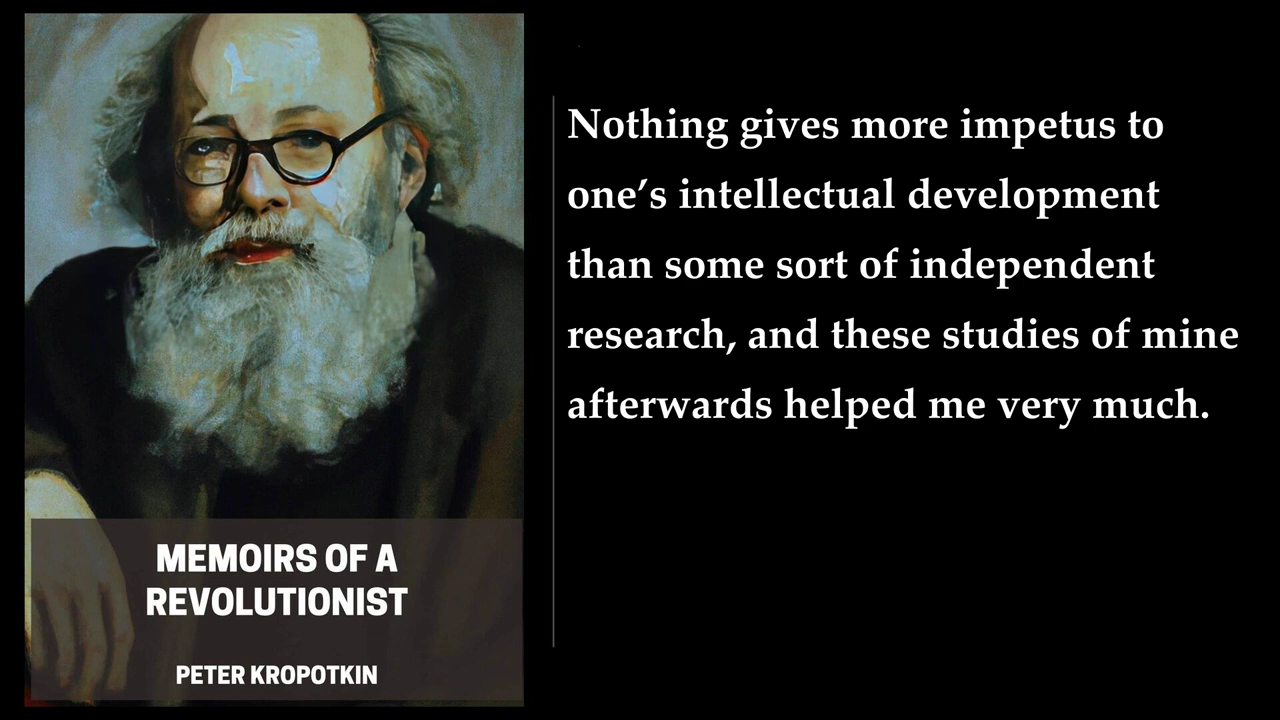 Nothing gives more impetus to
one’s intellectual development
than some sort of independent
research, and these studies of mine
afterwards helped me very much.
MEMOIRS OF A
REVOLUTIONIST
PETER KROPOTKIN